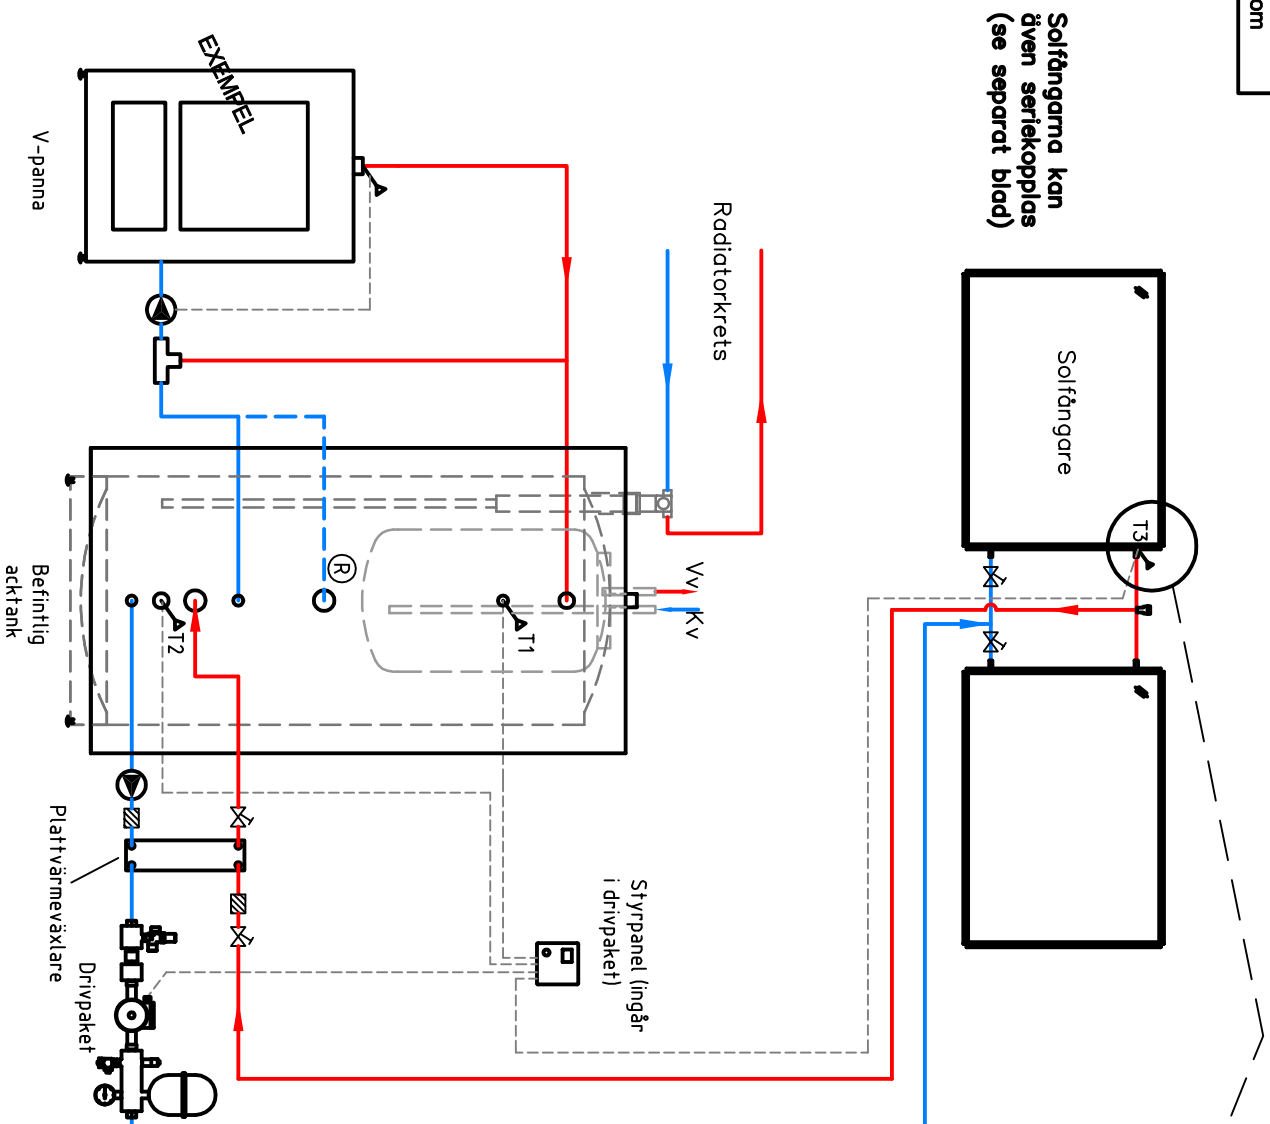 om
Solfångarna kan
även seriekopplas
(se separat blad)
EXEMPEL
V-panna
Radiatorkrets
Solfångare
T3
Vv
Kv
R
T1
T2
Befintlig
acktank
Plattvärmeväxlare
Drivpaket
Styrpanel (ingår
i drivpaket)